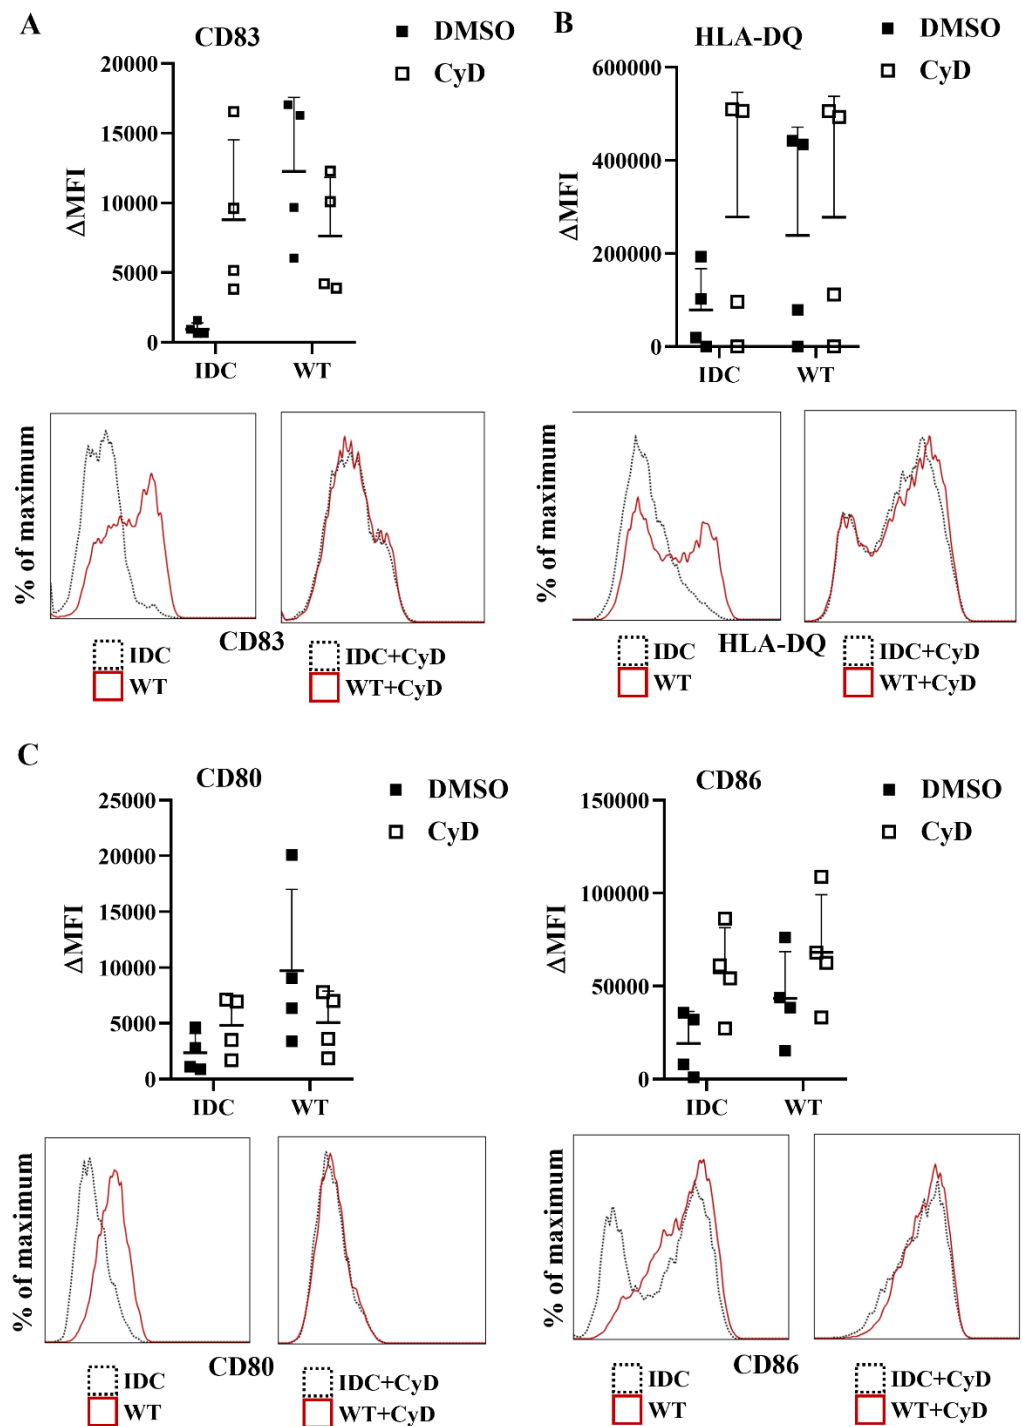 A
CD83
DMSO
CyD
20000
15000
10000
5000
0
ΔMFI
IDC
WT
B
HLA-DQ
DMSO
CyD
600000
400000
200000
0
ΔMFI
IDC
WT
% of maximum
CD83
IDC
WT
IDC+CyD
WT+CyD
% of maximum
HLA-DQ
IDC
WT
IDC+CyD
WT+CyD
C
CD80
DMSO
CyD
25000
20000
15000
10000
5000
0
ΔMFI
IDC
WT
CD86
DMSO
CyD
150000
100000
50000
0
ΔMFI
IDC
WT
% of maximum
CD80
IDC
WT
IDC+CyD
WT+CyD
% of maximum
CD86
IDC
WT
IDC+CyD
WT+CyD